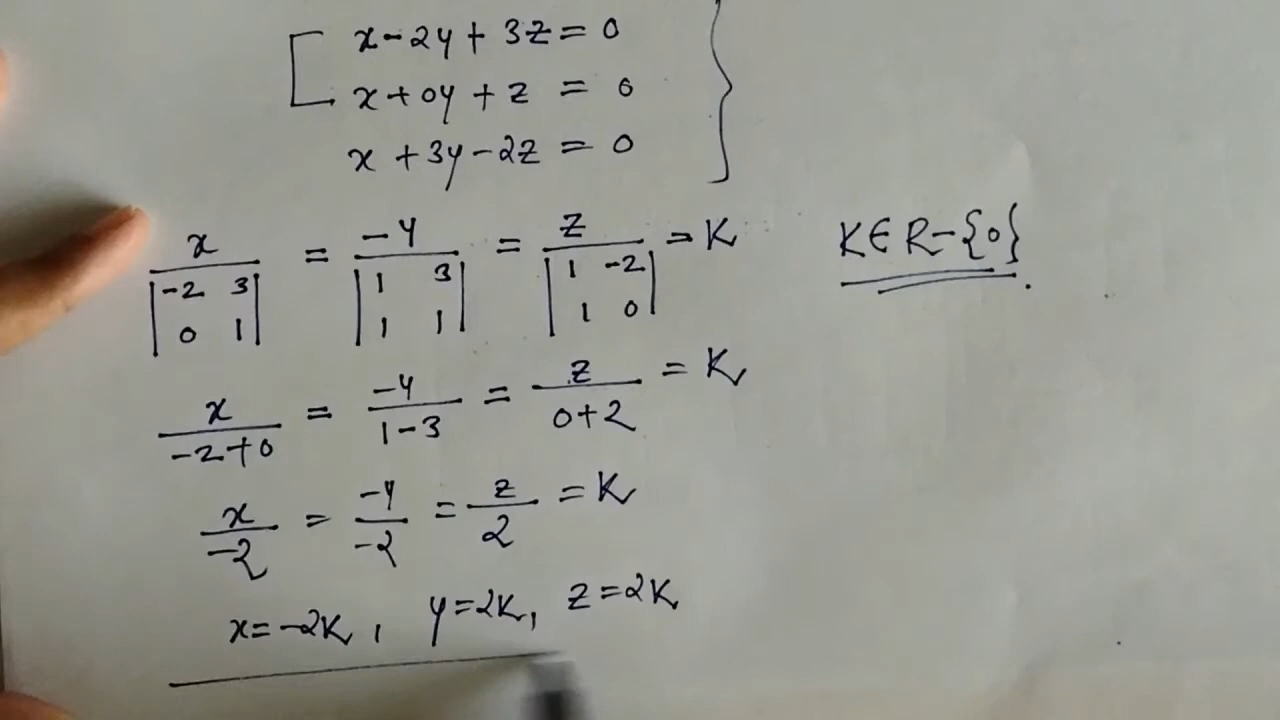 x-2y+3z=0
x+0y+z=0
x+3y-2z=0
x/|-2 3; 0 1| = -y/|1 3; 1 1| = z/|1 -2; 1 0| = K K∈R-{0}.
x/-2+0 = -y/1-3 = z/0+2 = K
x/-2 = -y/-2 = z/2 = K
x=-2K, y=2K, z=2K